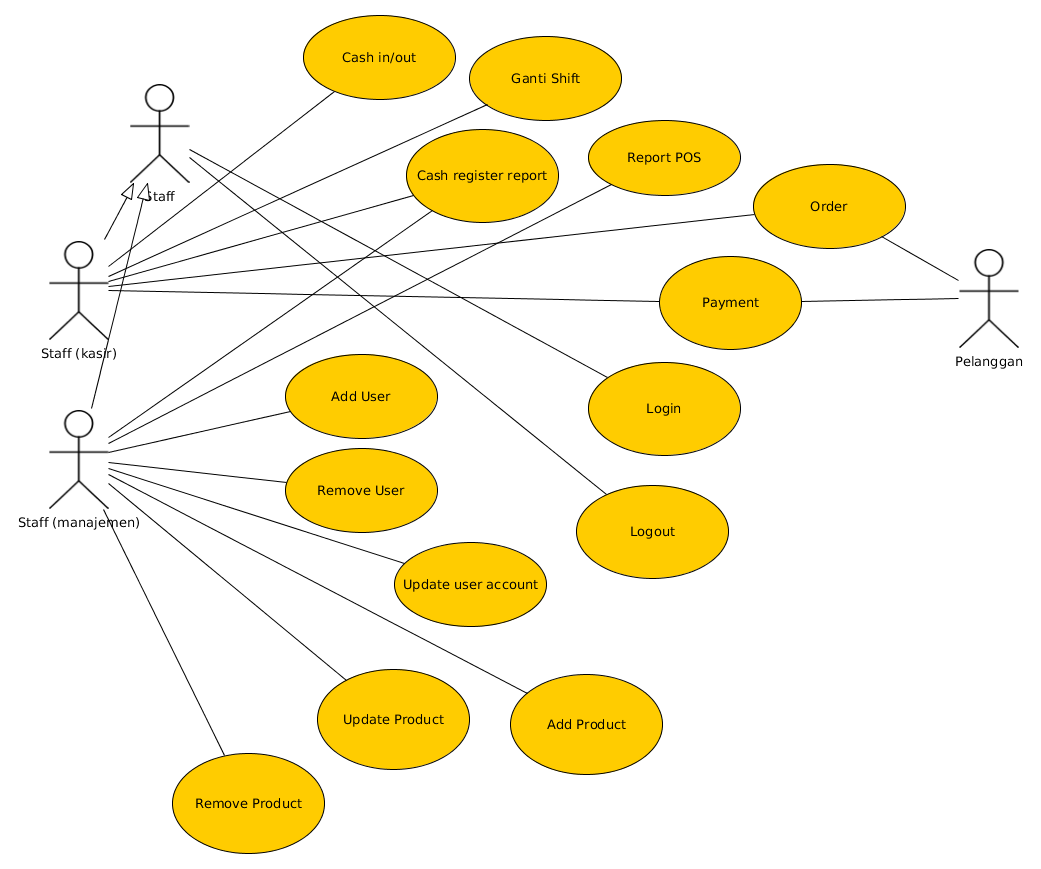 Cash in/out
Ganti Shift
Report POS
Cash register report
Staff
Order
Payment
Staff (kasir)
Pelanggan
Add User
Login
Remove User
Staff (manajemen)
Logout
Update user account
Update Product
Add Product
Remove Product